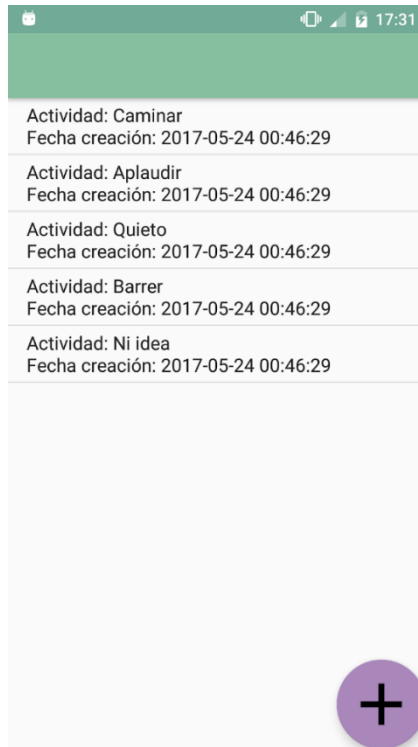 17:31
Actividad: Caminar
Fecha creación: 2017-05-24 00:46:29
Actividad: Aplaudir
Fecha creación: 2017-05-24 00:46:29
Actividad: Quieto
Fecha creación: 2017-05-24 00:46:29
Actividad: Barrer
Fecha creación: 2017-05-24 00:46:29
Actividad: Ni idea
Fecha creación: 2017-05-24 00:46:29